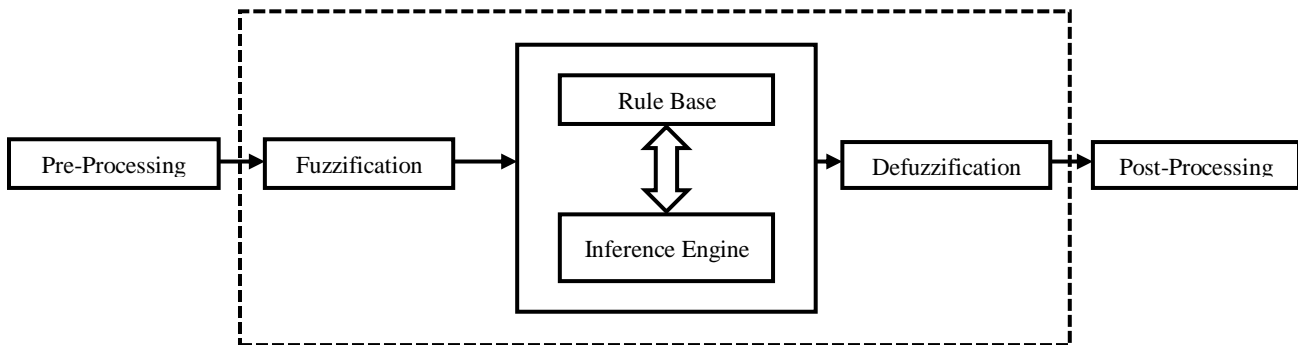 Pre-Processing
Fuzzification
Rule Base
Inference Engine
Defuzzification
Post-Processing